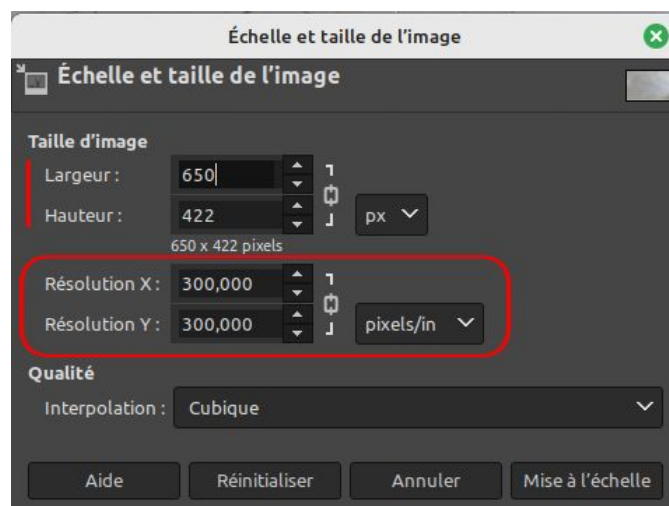 Échelle et taille de l’image
Échelle et taille de l’image
Taille d’image
Largeur : 650
Hauteur : 422 px
650 x 422 pixels
Résolution X : 300,000
Résolution Y : 300,000 pixels/in
Qualité
Interpolation : Cubique
Aide Réinitialiser Annuler Mise à l’échelle